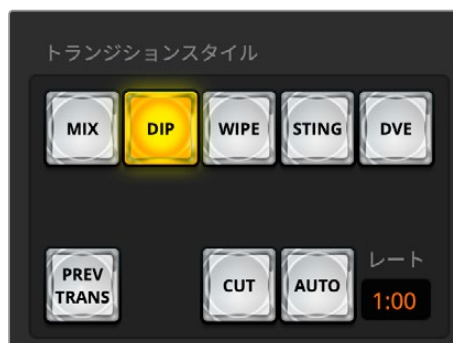 トランジションスタイル
MIX
DIP
WIPE
STING
DVE
PREV
TRANS
CUT
AUTO
レート
1:00